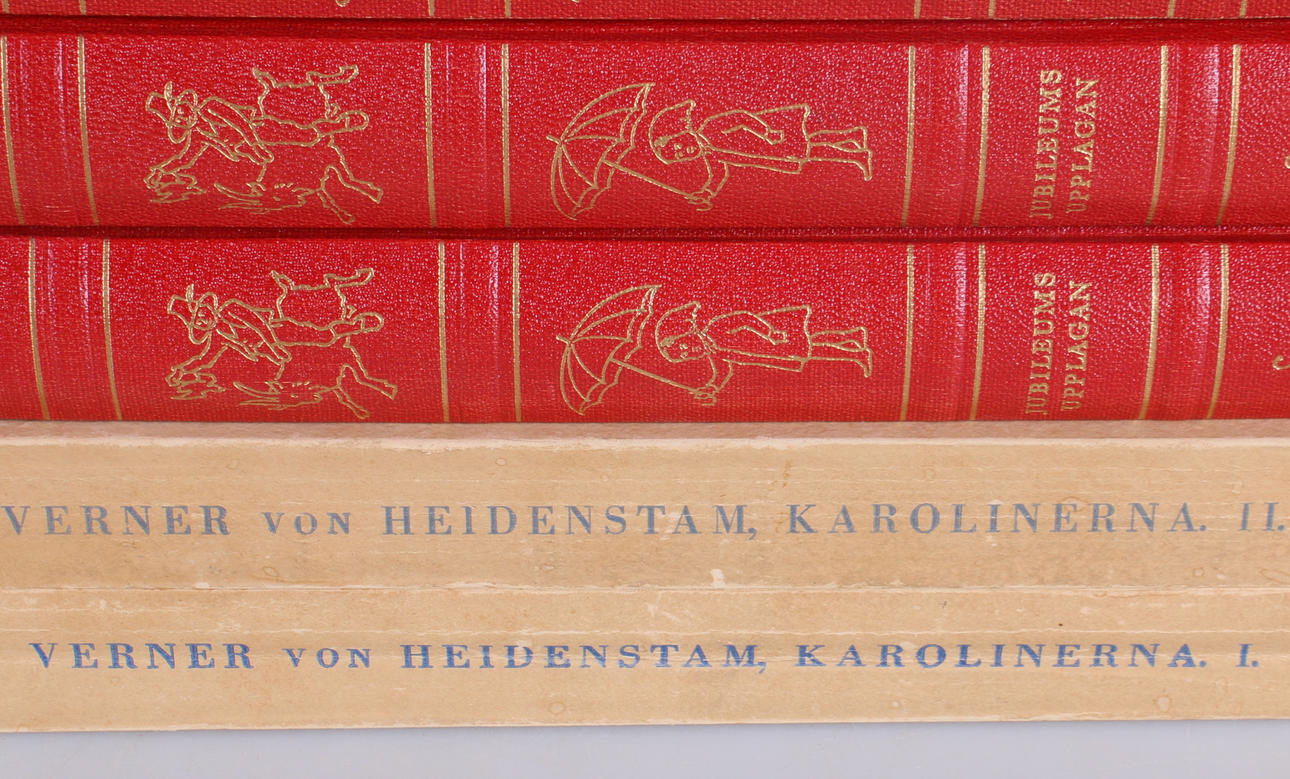 JUBILEUMS
UPPLAGAN
JUBILEUMS
UPPLAGAN
VERNER VON HEIDENSTAM, KAROLINERNA. II.
VERNER VON HEIDENSTAM, KAROLINERNA. I.